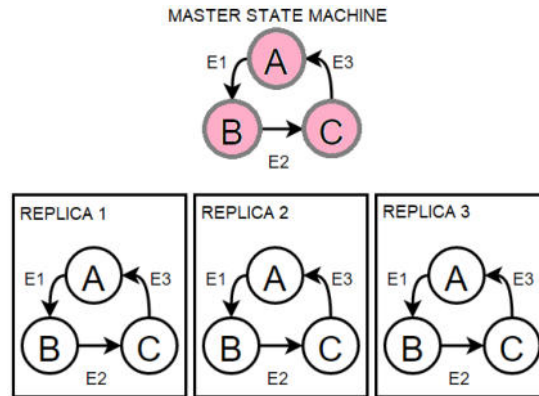 MASTER STATE MACHINE
A
E1
E3
B
C
E2
REPLICA 1
A
E1
E3
B
C
E2
REPLICA 2
A
E1
E3
B
C
E2
REPLICA 3
A
E1
E3
B
C
E2